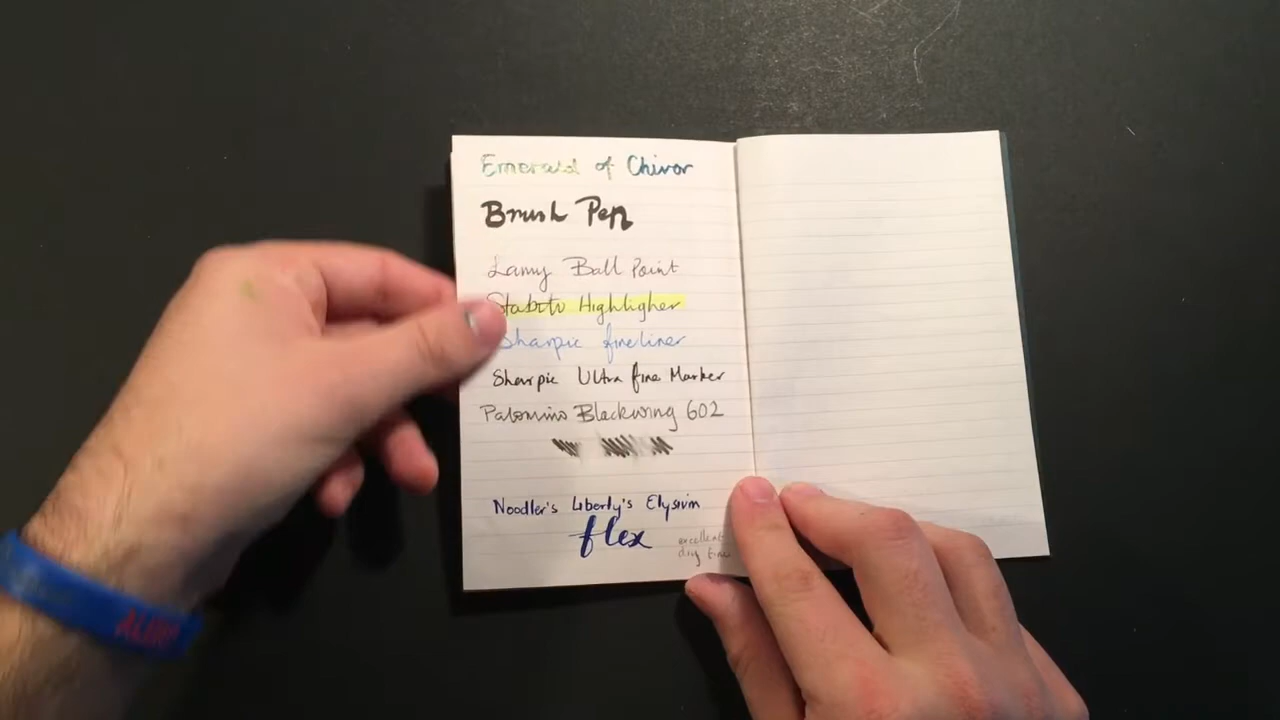 Emerald of Chivor
Brush Pen
Lamy Ball Point
Stabilo Highligher
Sharpie fineliner
Sharpie Ultra fine Marker
Palomino Blackwing 602
Noodler's Liberty's Elysium
flex
excellent
dry time